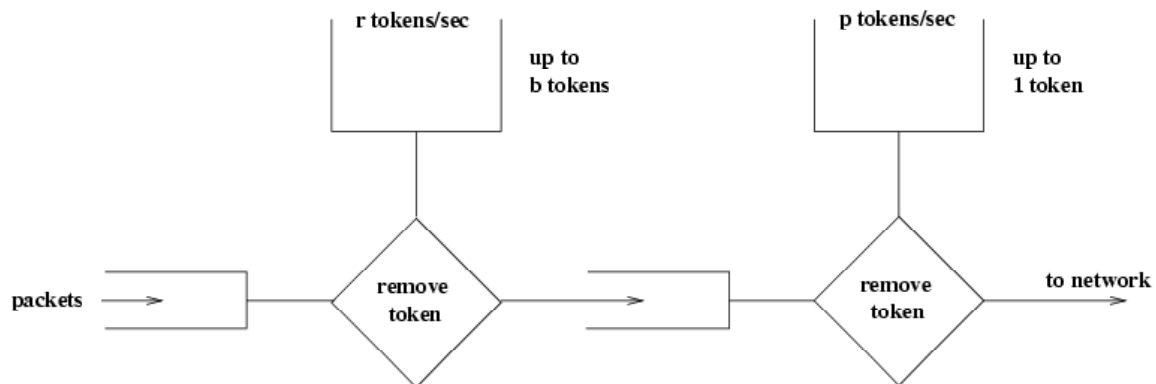 r tokens/sec
up to
b tokens
p tokens/sec
up to
1 token
packets
remove
token
remove
token
to network